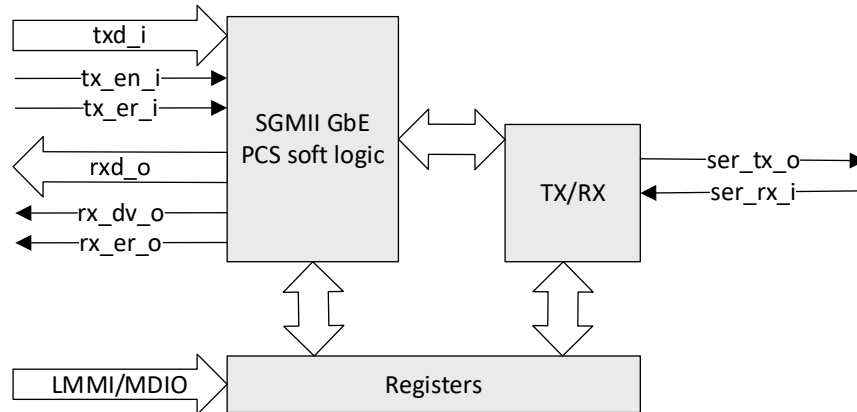 txd_i
tx_en_i
tx_er_i
rxd_o
rx_dv_o
rx_er_o
SGMII GbE
PCS soft logic
TX/RX
ser_tx_o
ser_rx_i
LMMI/MDIO
Registers